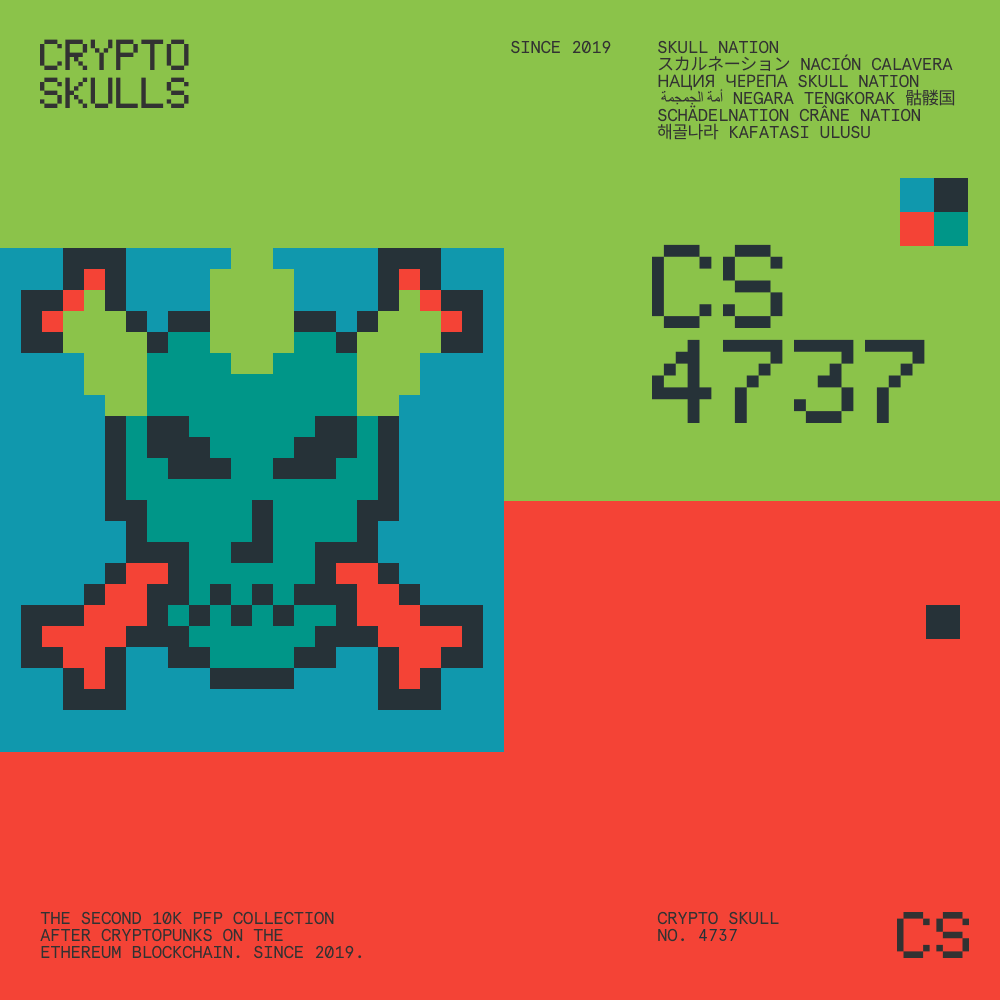 CRYPTO
SKULLS
SINCE 2019
SKULL NATION
スカルネーション NACIÓN CALAVERA
НАЦИЯ ЧЕРЕПА SKULL NATION
أمة الجمجمة NEGARA TENGKORAK 骷髅国
SCHÄDELNATION CRÂNE NATION
해골나라 KAFATASI ULUSU
CS
4737
THE SECOND 10K PFP COLLECTION
AFTER CRYPTOPUNKS ON THE
ETHEREUM BLOCKCHAIN. SINCE 2019.
CRYPTO SKULL
NO. 4737
CS